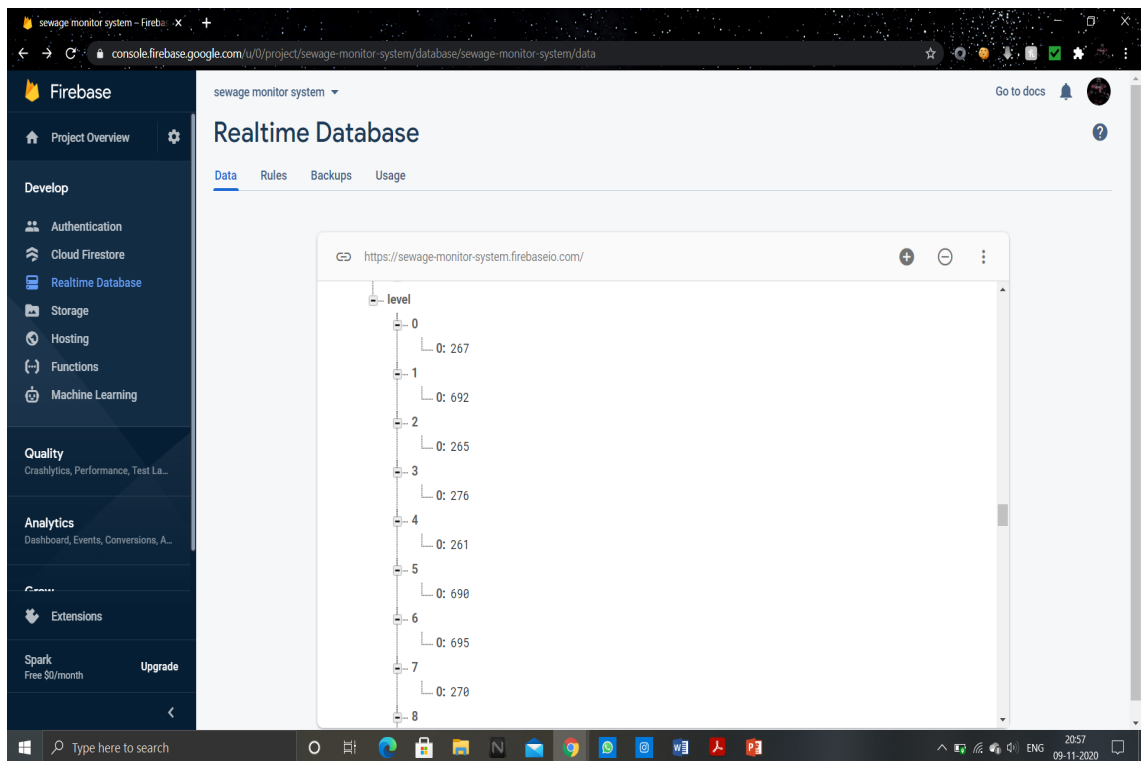 sewage monitor system – Fireba
console.firebase.google.com/u/0/project/sewage-monitor-system/database/sewage-monitor-system/data
Firebase
sewage monitor system
Go to docs
Project Overview
Realtime Database
Data Rules Backups Usage
Develop
Authentication
Cloud Firestore
Realtime Database
Storage
Hosting
Functions
Machine Learning
Quality
Crashlytics, Performance, Test La...
Analytics
Dashboard, Events, Conversions, A...
Extensions
Spark
Free $0/month
Upgrade
https://sewage-monitor-system.firebaseio.com/
level
0
0: 267
1
0: 692
2
0: 265
3
0: 276
4
0: 261
5
0: 690
6
0: 695
7
0: 270
8
Type here to search
ENG
20:57
09-11-2020